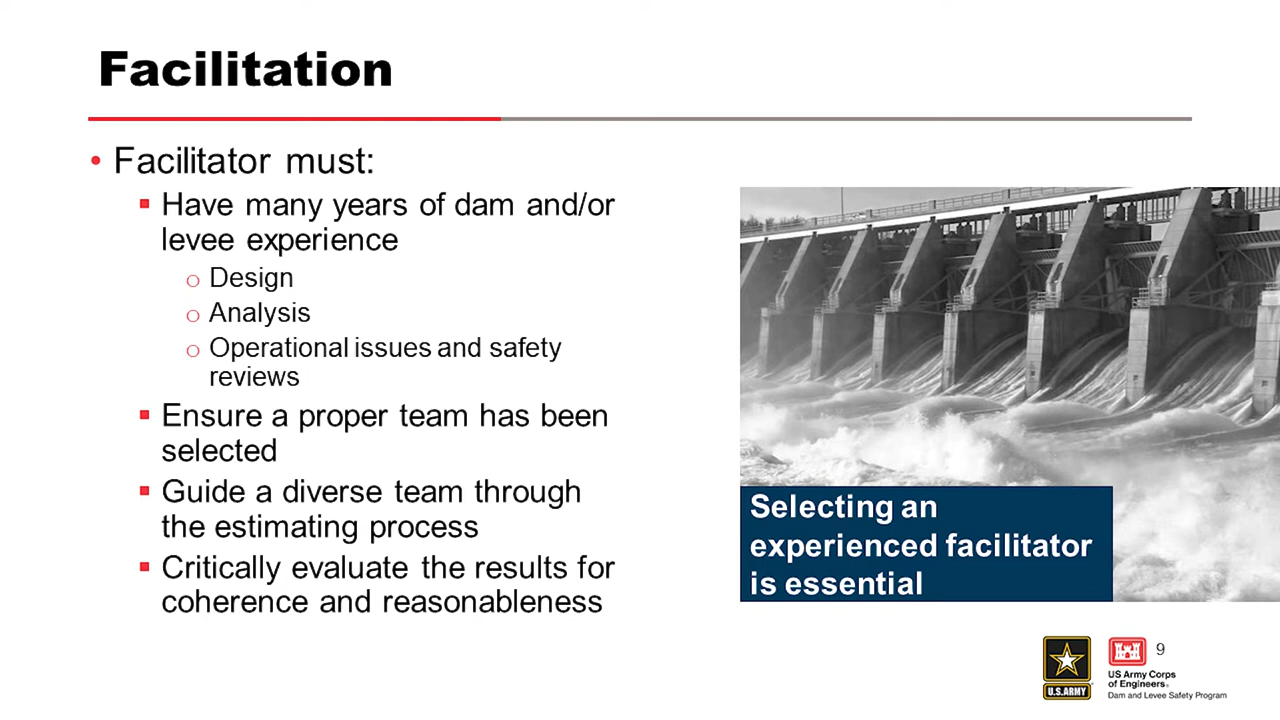 Facilitation
• Facilitator must:
▪ Have many years of dam and/or
levee experience
o Design
o Analysis
o Operational issues and safety
reviews
▪ Ensure a proper team has been
selected
▪ Guide a diverse team through
the estimating process
▪ Critically evaluate the results for
coherence and reasonableness
Selecting an
experienced facilitator
is essential
U.S.ARMY
9
US Army Corps
of Engineers®
Dam and Levee Safety Program